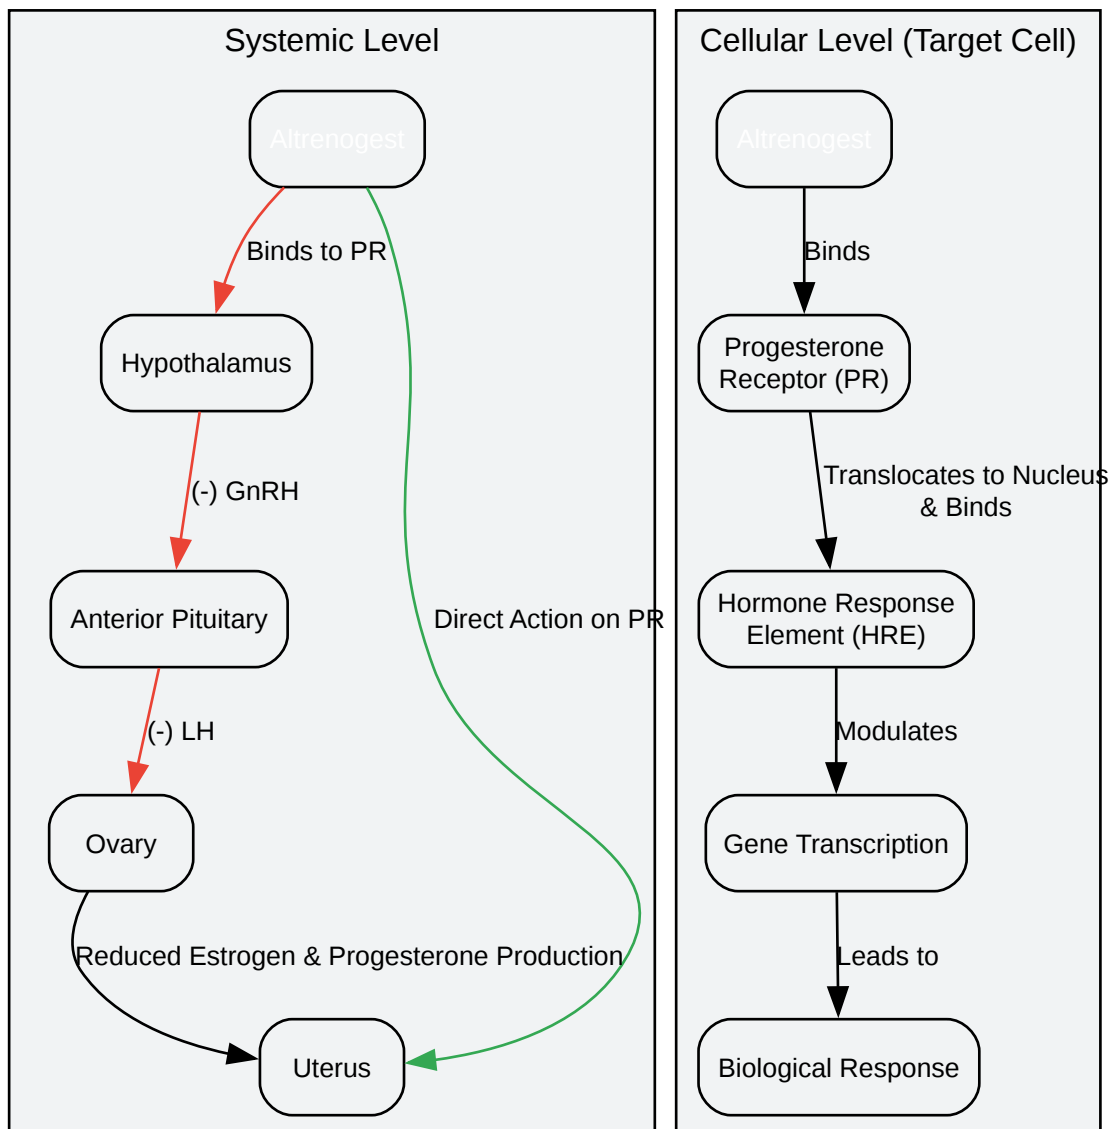 Systemic Level
Altrenogest
Binds to PR
Hypothalamus
(-) GnRH
Anterior Pituitary
Direct Action on PR
(-) LH
Ovary
Reduced Estrogen & Progesterone Production
Uterus
Cellular Level (Target Cell)
Altrenogest
Binds
Progesterone
Receptor (PR)
Translocates to Nucleus
& Binds
Hormone Response
Element (HRE)
Modulates
Gene Transcription
Leads to
Biological Response